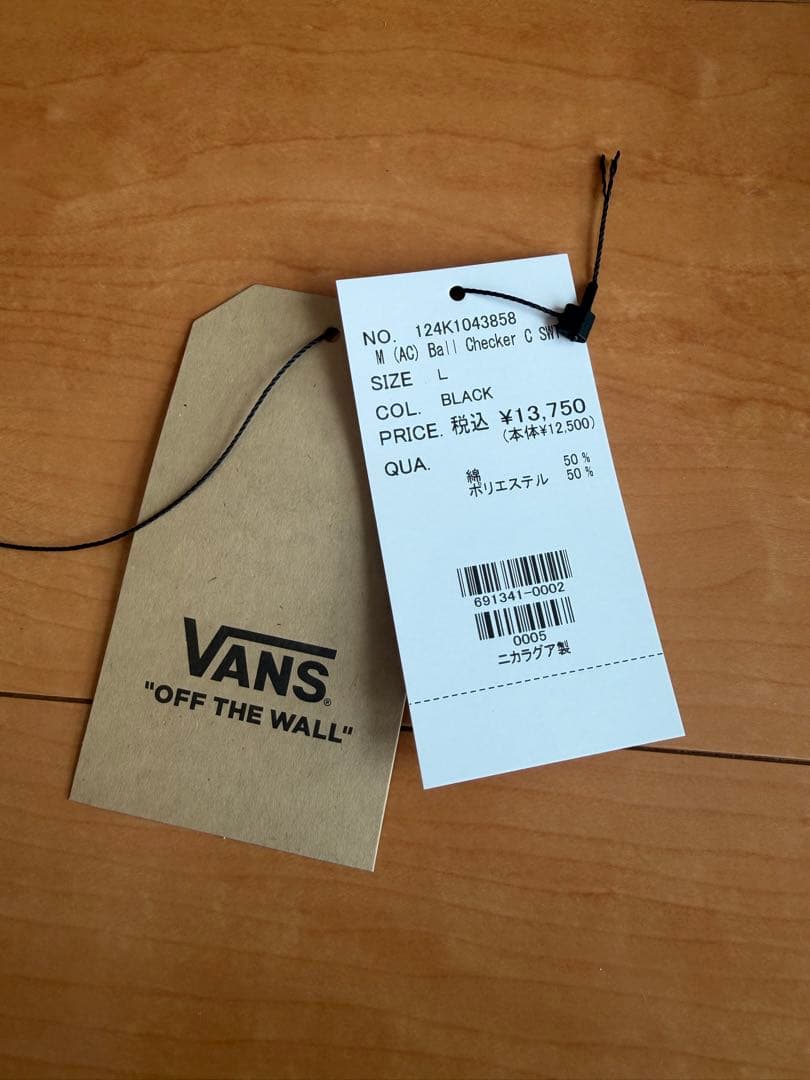 VANS®
"OFF THE WALL"
NO. 124K1043858
M (AC) Ball Checker C SWT
SIZE L
COL. BLACK
PRICE. 税込 ¥13,750
(本体¥12,500)
QUA.
綿 50%
ポリエステル 50%
691341-0002
0005
ニカラグア製